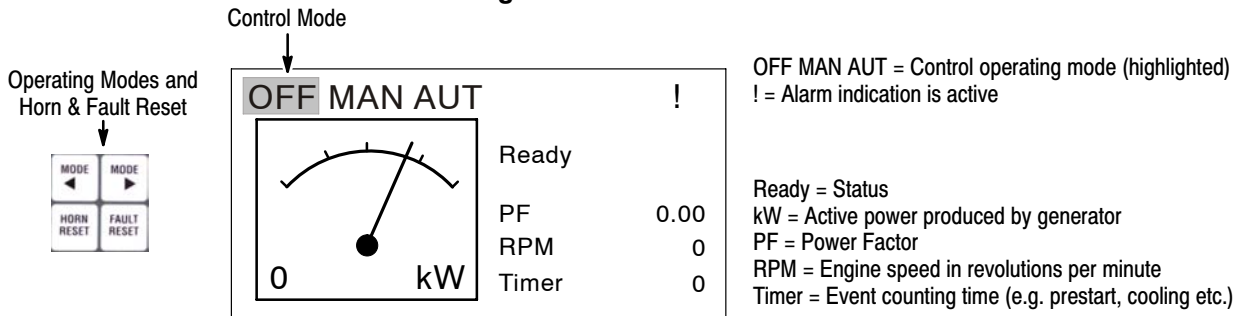 Control Mode
Operating Modes and
Horn & Fault Reset
MODE
MODE
HORN
RESET
FAULT
RESET
OFF MAN AUT !
Ready
PF 0.00
RPM 0
Timer 0
0 kW
OFF MAN AUT = Control operating mode (highlighted)
! = Alarm indication is active
Ready = Status
kW = Active power produced by generator
PF = Power Factor
RPM = Engine speed in revolutions per minute
Timer = Event counting time (e.g. prestart, cooling etc.)